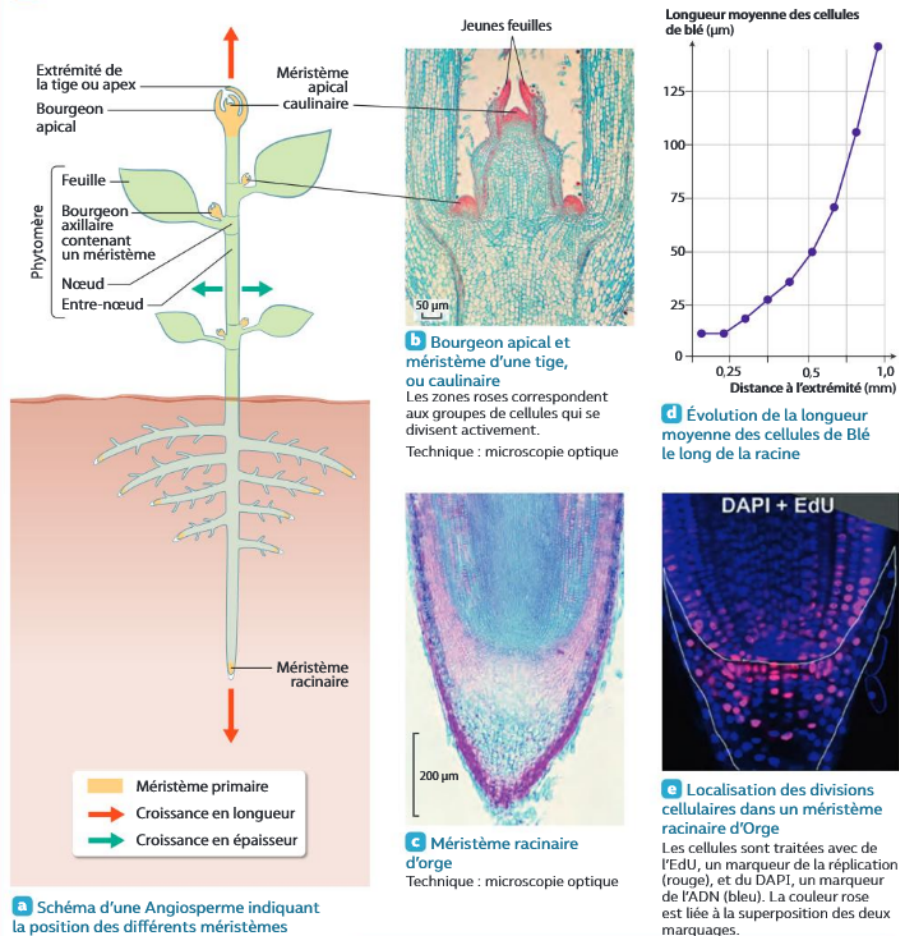 Extrémité de
la tige ou apex
Bourgeon
apical
Méristème
apical
caulinaire
Phytomère
Feuille
Bourgeon
axillaire
contenant
un méristème
Nœud
Entre-nœud
Méristème
racinaire
Méristème primaire
Croissance en longueur
Croissance en épaisseur
a Schéma d'une Angiosperme indiquant
la position des différents méristèmes
Jeunes feuilles
50 µm
b Bourgeon apical et
méristème d'une tige,
ou caulinaire
Les zones roses correspondent
aux groupes de cellules qui se
divisent activement.
Technique : microscopie optique
200 µm
c Méristème racinaire
d'orge
Technique : microscopie optique
Longueur moyenne des cellules
de blé (µm)
125
100
75
50
25
0
0,25
0,5
1,0
Distance à l'extrémité (mm)
d Évolution de la longueur
moyenne des cellules de Blé
le long de la racine
DAPI + EdU
e Localisation des divisions
cellulaires dans un méristème
racinaire d'Orge
Les cellules sont traitées avec de
l'EdU, un marqueur de la réplication
(rouge), et du DAPI, un marqueur
de l'ADN (bleu). La couleur rose
est liée à la superposition des deux
marquages.